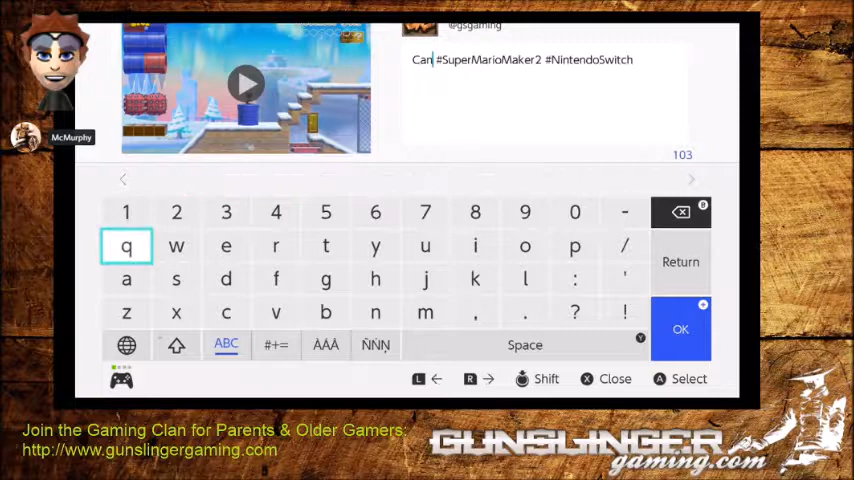 @gsgaming
Can #SuperMarioMaker2 #NintendoSwitch
McMurphy
103
1 2 3 4 5 6 7 8 9 0 - B
q w e r t y u i o p /
Return
a s d f g h j k l : '
z x c v b n m , . ? ! +
OK
ABC #+= ÀÁÂ ÑŃŅ Space Y
L ← R → Shift X Close A Select
Join the Gaming Clan for Parents & Older Gamers:
http://www.gunslingergaming.com
GUNSLINGER
gaming.com